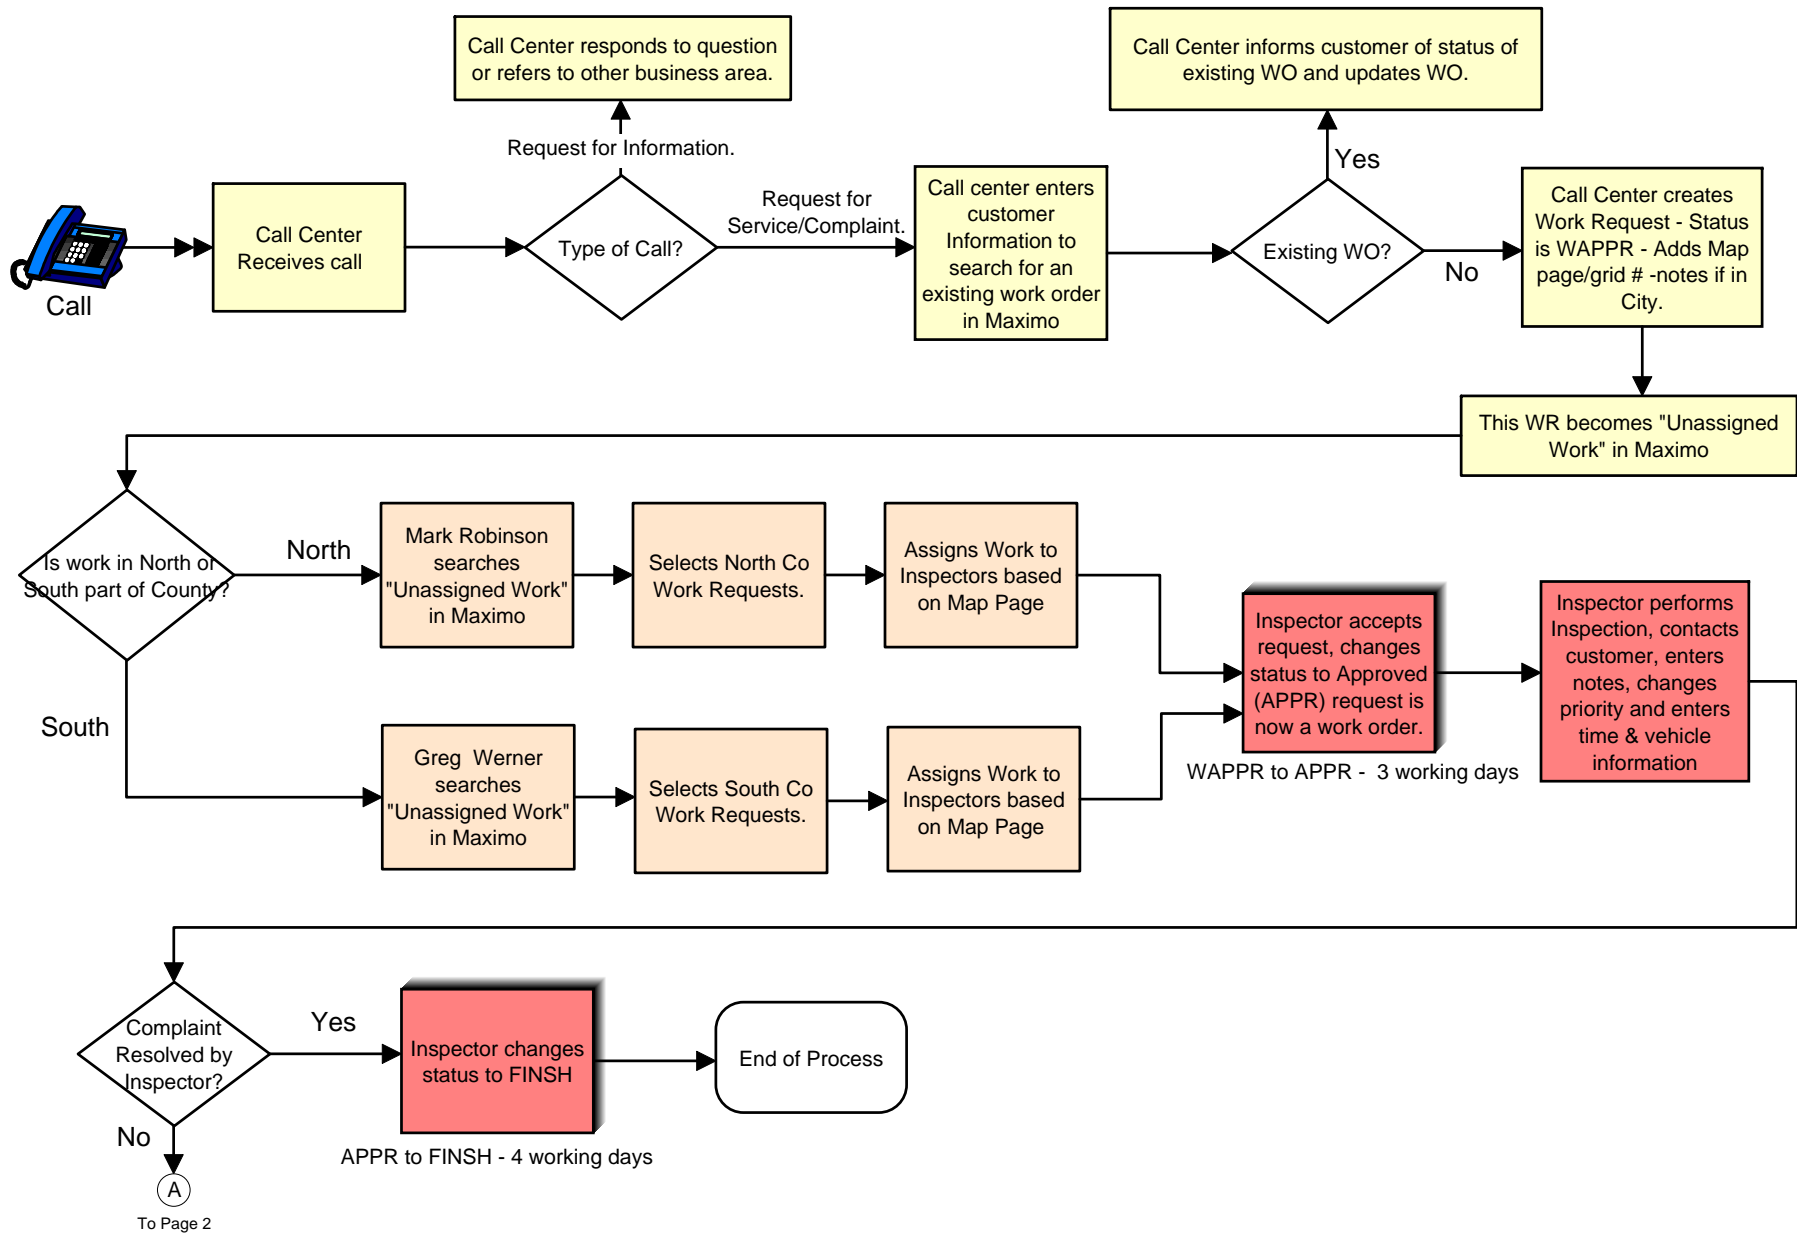 Call Center responds to question
or refers to other business area.
Call Center informs customer of status of
existing WO and updates WO.
Request for Information.
Yes
Call
Call Center
Receives call
Type of Call?
Request for
Service/Complaint.
Call center enters
customer
Information to
search for an
existing work order
in Maximo
Existing WO?
No
Call Center creates
Work Request - Status
is WAPPR - Adds Map
page/grid # -notes if in
City.
This WR becomes "Unassigned
Work" in Maximo
Is work in North or
South part of County?
North
Mark Robinson
searches
"Unassigned Work"
in Maximo
Selects North Co
Work Requests.
Assigns Work to
Inspectors based
on Map Page
South
Greg  Werner
searches
"Unassigned Work"
in Maximo
Selects South Co
Work Requests.
Assigns Work to
Inspectors based
on Map Page
Inspector accepts
request, changes
status to Approved
(APPR) request is
now a work order.
WAPPR to APPR -  3 working days
Inspector performs
Inspection, contacts
customer, enters
notes, changes
priority and enters
time & vehicle
information
Complaint
Resolved by
Inspector?
Yes
Inspector changes
status to FINSH
APPR to FINSH - 4 working days
End of Process
No
A
To Page 2